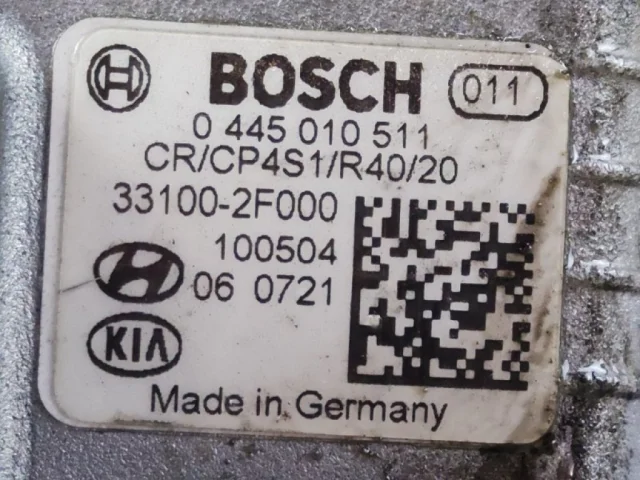 BOSCH 011
0 445 010 511
CR/CP4S1/R40/20
33100-2F000
100504
06 0721
KIA
Made in Germany